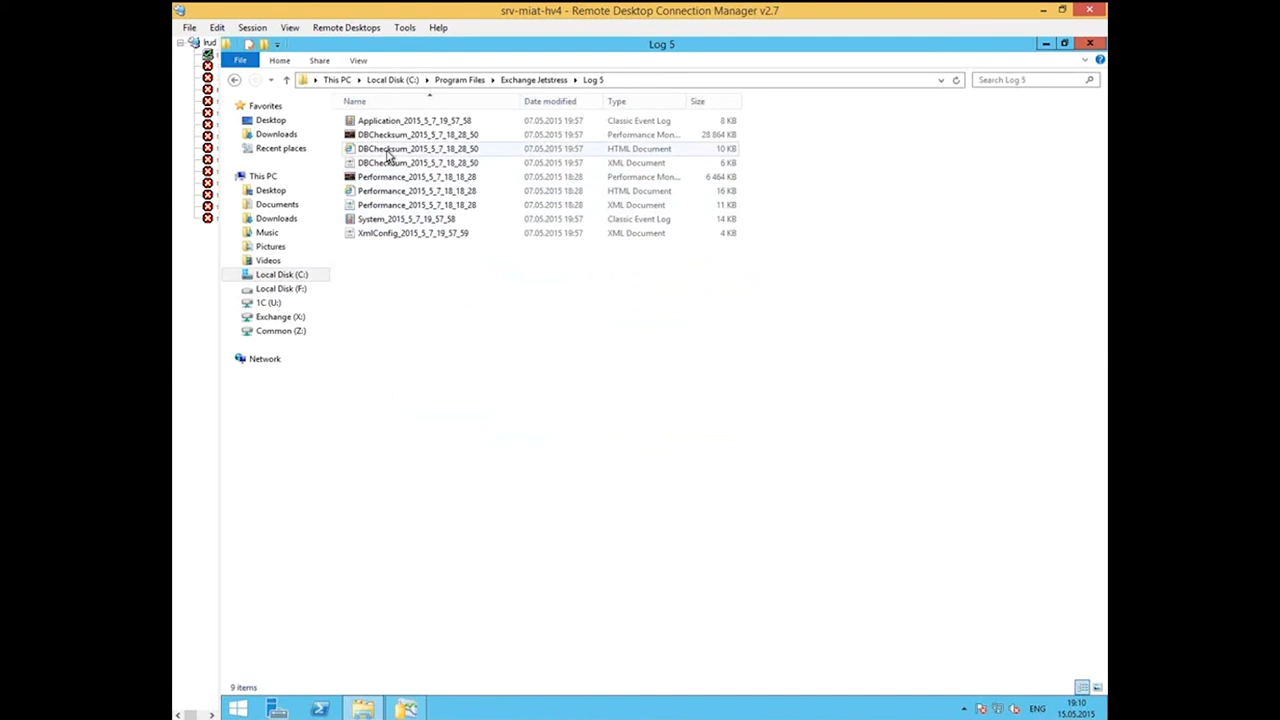 srv-miat-hv4 - Remote Desktop Connection Manager v2.7
File Edit Session View Remote Desktops Tools Help
Log 5
File Home Share View
This PC Local Disk (C:) Program Files Exchange Jetstress Log 5
Search Log 5
Favorites
Desktop
Downloads
Recent places
This PC
Desktop
Documents
Downloads
Music
Pictures
Videos
Local Disk (C:)
Local Disk (F:)
1C (U:)
Exchange (X:)
Common (Z:)
Network
Name Date modified Type Size
Application_2015_5_7_19_57_58 07.05.2015 19:57 Classic Event Log 8 KB
DBChecksum_2015_5_7_18_28_50 07.05.2015 19:57 Performance Mon... 28 864 KB
DBChecksum_2015_5_7_18_28_50 07.05.2015 19:57 HTML Document 10 KB
DBChecksum_2015_5_7_18_28_50 07.05.2015 19:57 XML Document 6 KB
Performance_2015_5_7_18_18_28 07.05.2015 18:28 Performance Mon... 6 464 KB
Performance_2015_5_7_18_18_28 07.05.2015 18:28 HTML Document 16 KB
Performance_2015_5_7_18_18_28 07.05.2015 18:28 XML Document 11 KB
System_2015_5_7_19_57_58 07.05.2015 19:57 Classic Event Log 14 KB
XmlConfig_2015_5_7_19_57_59 07.05.2015 19:57 XML Document 4 KB
9 items
ENG
19:10
15.05.2015